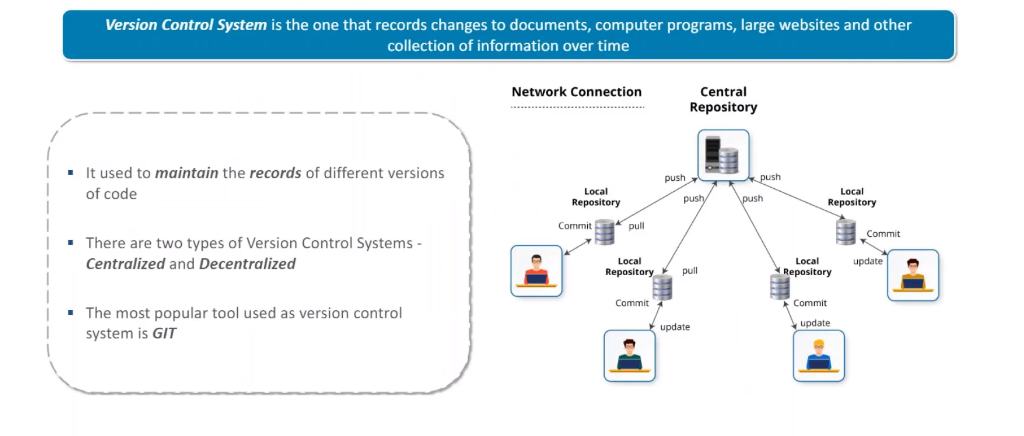 Version Control System is the one that records changes to documents, computer programs, large websites and other
collection of information over time
▪ It used to maintain the records of different versions
of code
▪ There are two types of Version Control Systems -
Centralized and Decentralized
▪ The most popular tool used as version control
system is GIT
Network Connection
Central
Repository
push
push
push
push
Local
Repository
Local
Repository
Commit
pull
Commit
Local
Repository
pull
Local
Repository
update
Commit
Commit
update
update